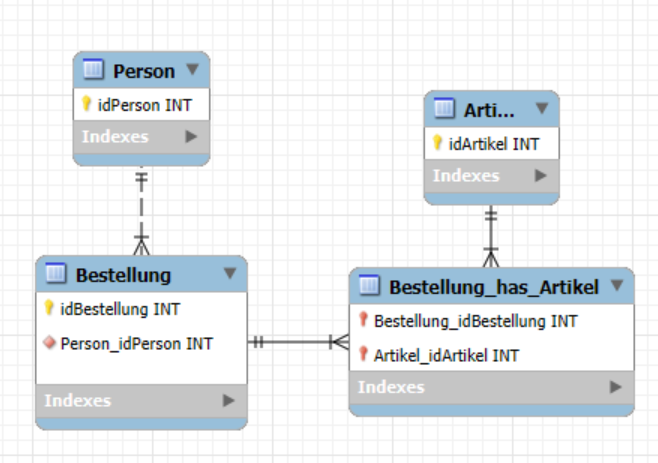 Person
idPerson INT
Indexes
Arti...
idArtikel INT
Indexes
Bestellung
idBestellung INT
Person_idPerson INT
Indexes
Bestellung_has_Artikel
Bestellung_idBestellung INT
Artikel_idArtikel INT
Indexes